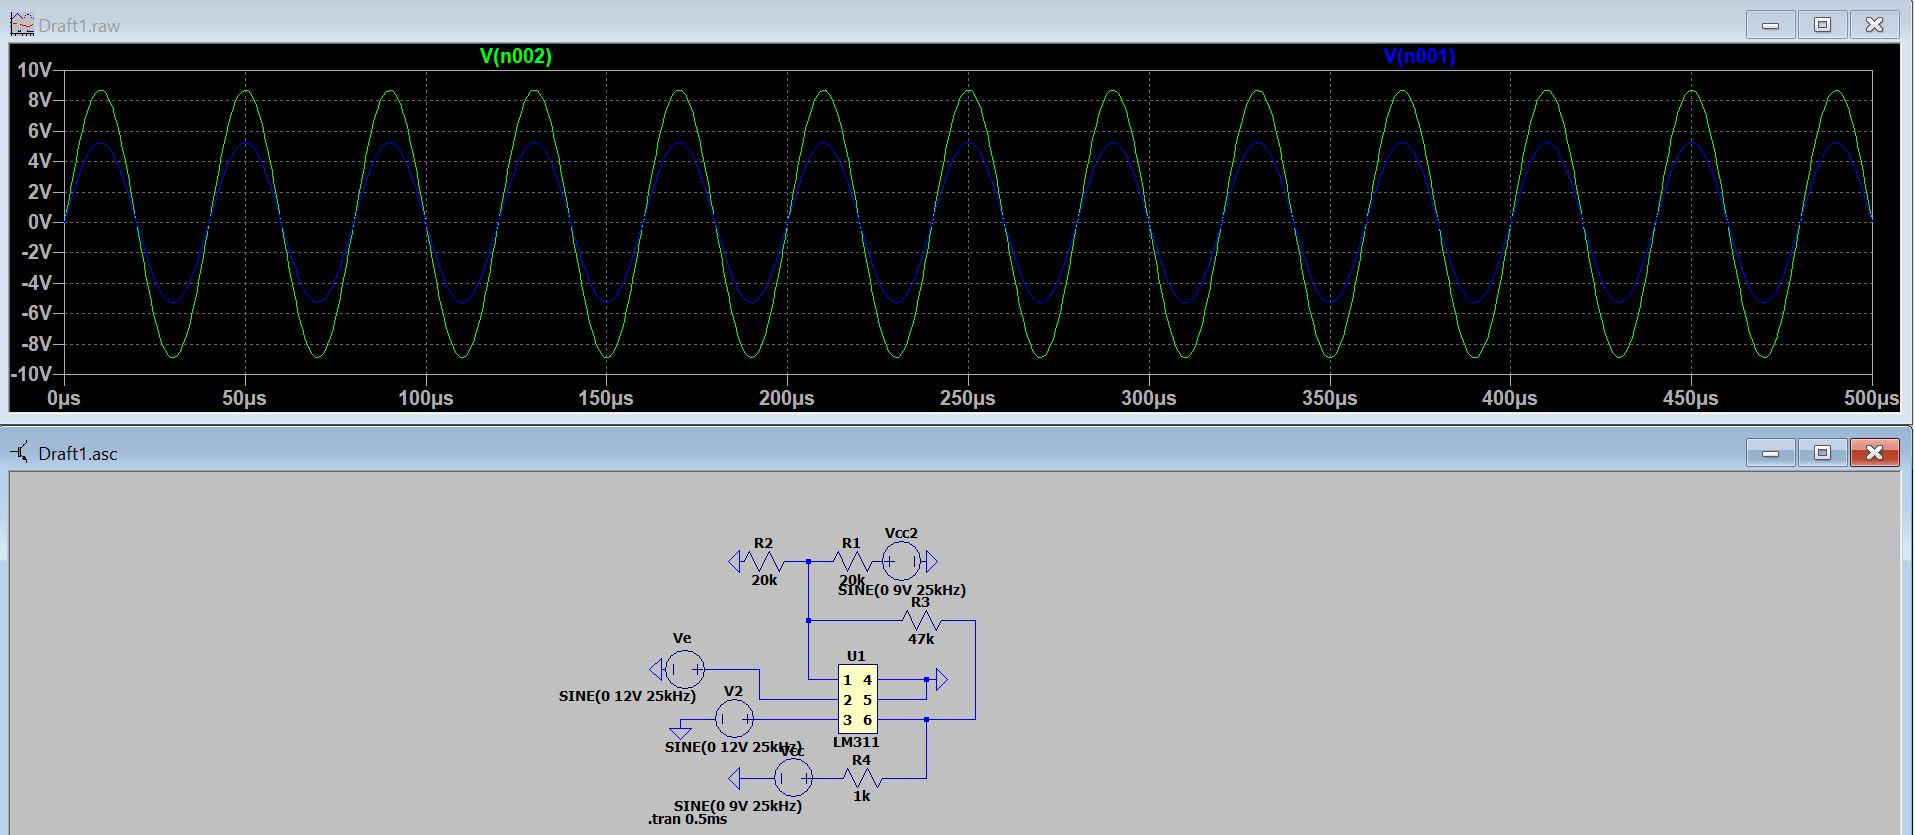 Draft1.raw
V(n002) V(n001)
10V
8V
6V
4V
2V
0V
-2V
-4V
-6V
-8V
-10V
0µs 50µs 100µs 150µs 200µs 250µs 300µs 350µs 400µs 450µs 500µs
Draft1.asc
Vcc2
R2 R1
20k 20k
SINE(0 9V 25kHz)
R3
47k
Ve
U1
1 4
SINE(0 12V 25kHz)
V2
2 5
3 6
LM311
SINE(0 12V 25kHz)
Vcc
R4
1k
SINE(0 9V 25kHz)
.tran 0.5ms